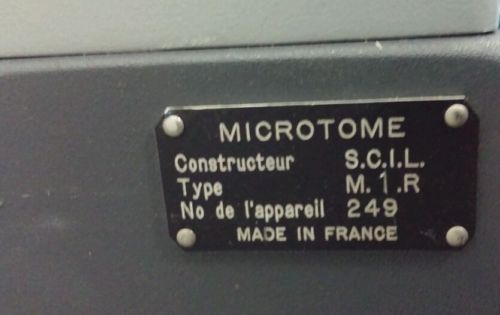 MICROTOME
Constructeur S.C.I.L.
Type M.1.R
No de l'appareil 249
MADE IN FRANCE